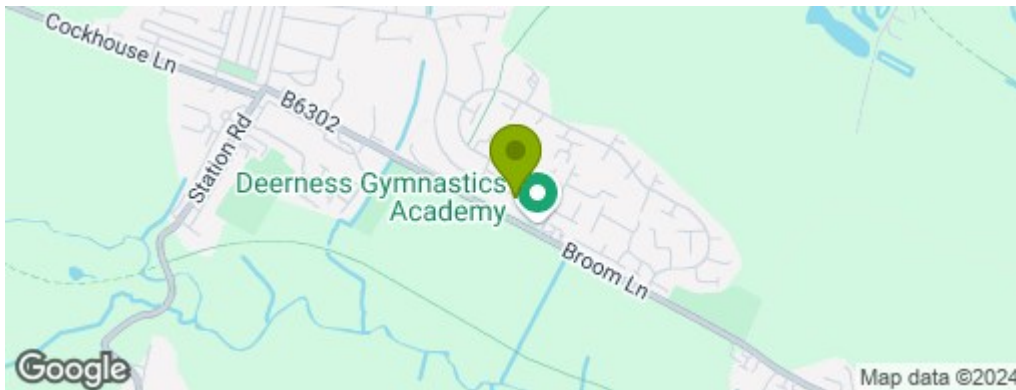 Cockhouse Ln
B6302
Station Rd
Deerness Gymnastics
Academy
Broom Ln
Google
Map data ©2024